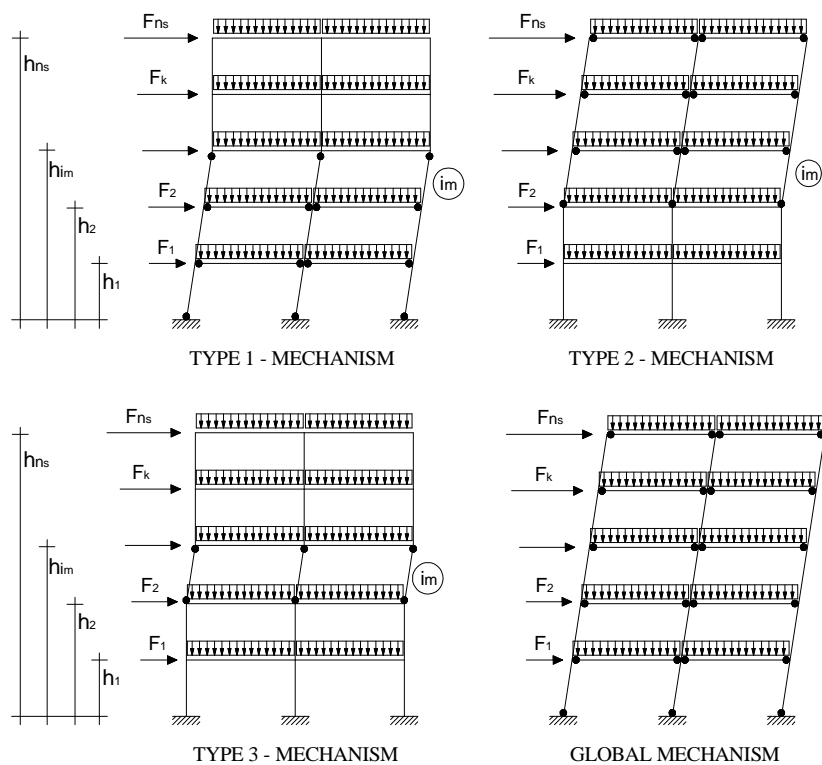 Fns
Fk
F2
F1
hns
him
h2
h1
im
TYPE 1 - MECHANISM
Fns
Fk
F2
F1
im
TYPE 2 - MECHANISM
Fns
Fk
F2
F1
hns
him
h2
h1
im
TYPE 3 - MECHANISM
Fns
Fk
F2
F1
GLOBAL MECHANISM